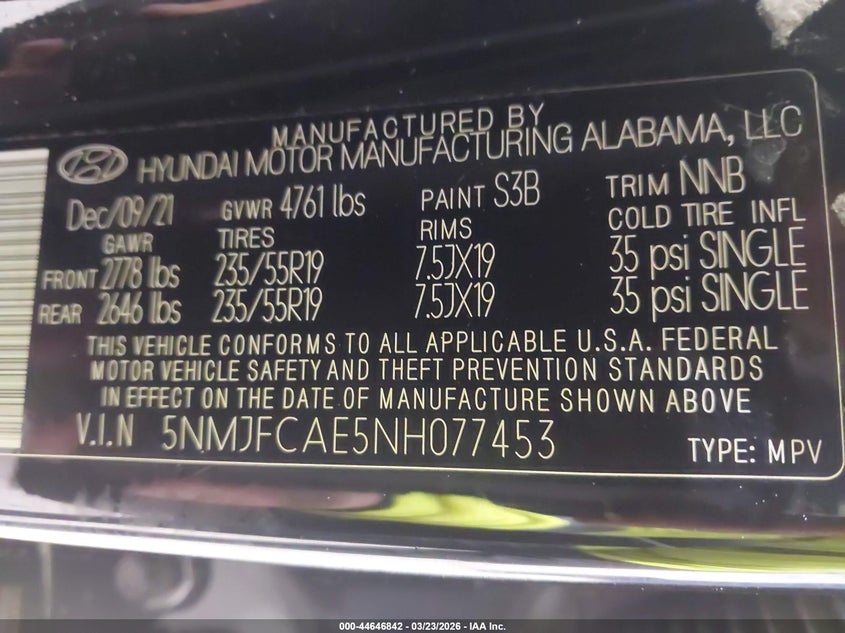 MANUFACTURED BY
HYUNDAI MOTOR MANUFACTURING ALABAMA, LLC
Dec/09/21 GVWR 4761 lbs PAINT S3B TRIM NNB
GAWR TIRES RIMS COLD TIRE INFL
FRONT 2778 lbs 235/55R19 7.5JX19 35 psi SINGLE
REAR 2646 lbs 235/55R19 7.5JX19 35 psi SINGLE
THIS VEHICLE CONFORMS TO ALL APPLICABLE U.S.A. FEDERAL
MOTOR VEHICLE SAFETY AND THEFT PREVENTION STANDARDS
IN EFFECT ON THE DATE OF MANUFACTURE SHOWN ABOVE
V.I.N 5NMJFCAE5NH077453 TYPE: MPV
000-44646842 - 03/23/2026 - IAA Inc.